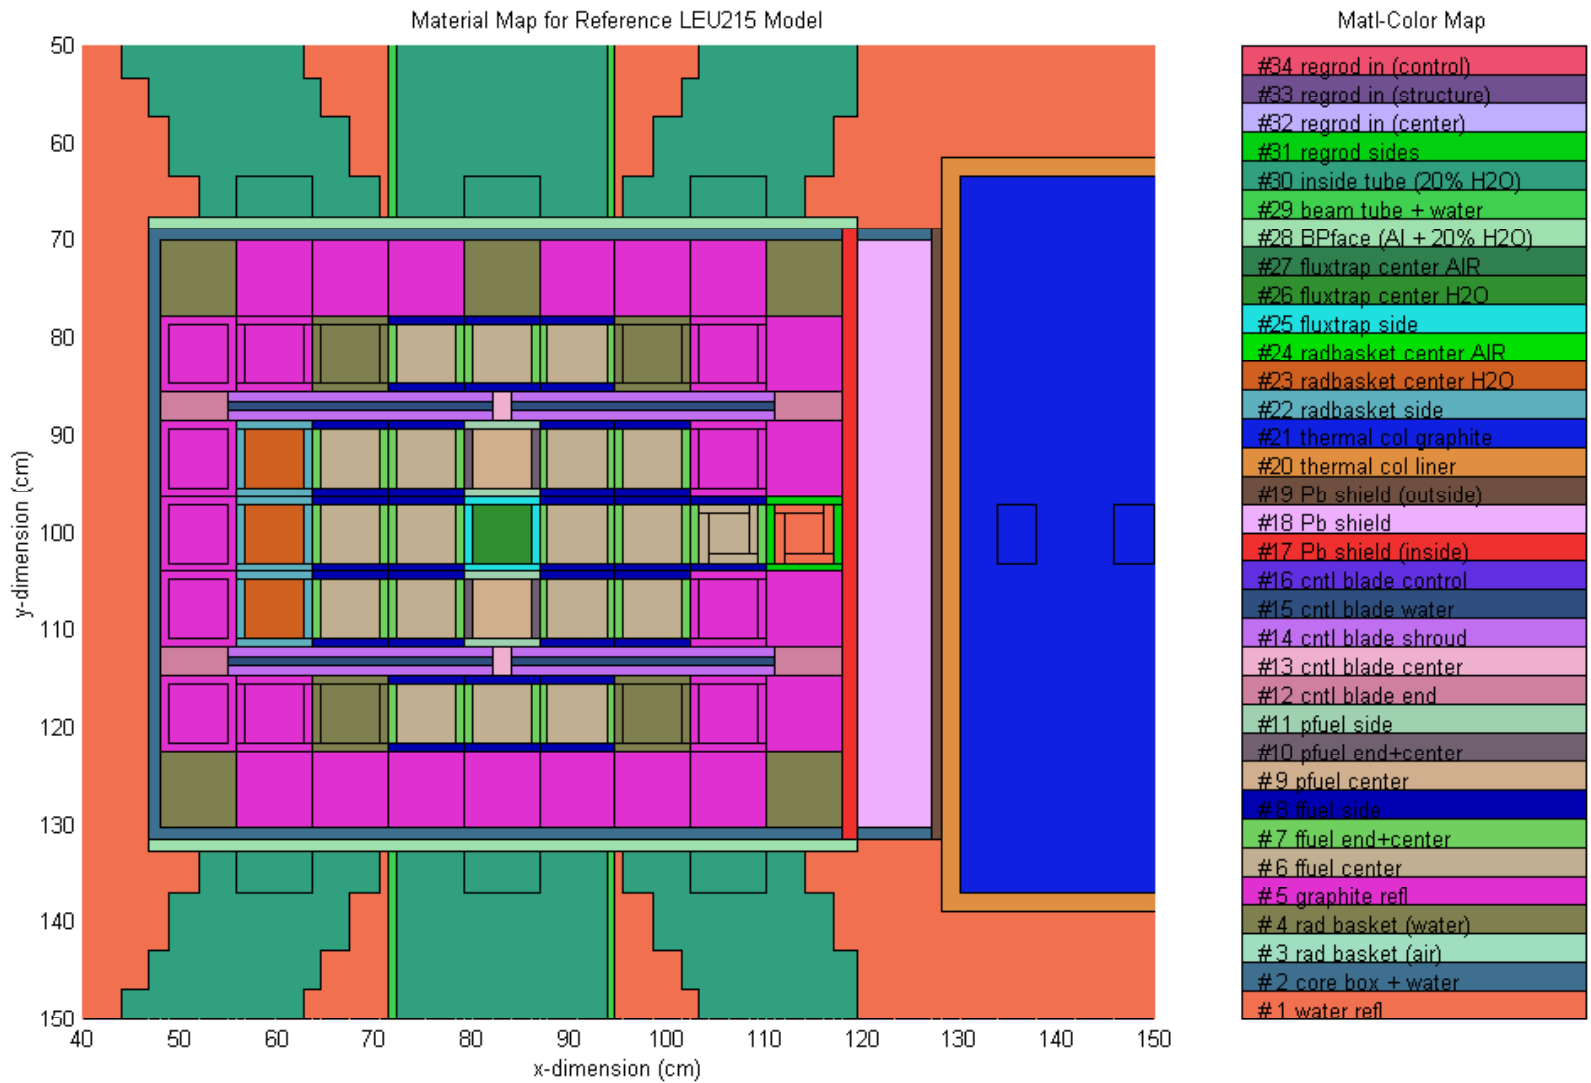 Material Map for Reference LEU215 Model
Matl-Color Map
50
60
70
80
90
100
110
120
130
140
150
y-dimension (cm)
40 50 60 70 80 90 100 110 120 130 140 150
x-dimension (cm)
#34 regrod in (control)
#33 regrod in (structure)
#32 regrod in (center)
#31 regrod sides
#30 inside tube (20% H2O)
#29 beam tube + water
#28 BPface (Al + 20% H2O)
#27 fluxtrap center AIR
#26 fluxtrap center H2O
#25 fluxtrap side
#24 radbasket center AIR
#23 radbasket center H2O
#22 radbasket side
#21 thermal col graphite
#20 thermal col liner
#19 Pb shield (outside)
#18 Pb shield
#17 Pb shield (inside)
#16 cntl blade control
#15 cntl blade water
#14 cntl blade shroud
#13 cntl blade center
#12 cntl blade end
#11 pfuel side
#10 pfuel end+center
# 9 pfuel center
# 8 ffuel side
# 7 ffuel end+center
# 6 ffuel center
# 5 graphite refl
# 4 rad basket (water)
# 3 rad basket (air)
# 2 core box + water
# 1 water refl